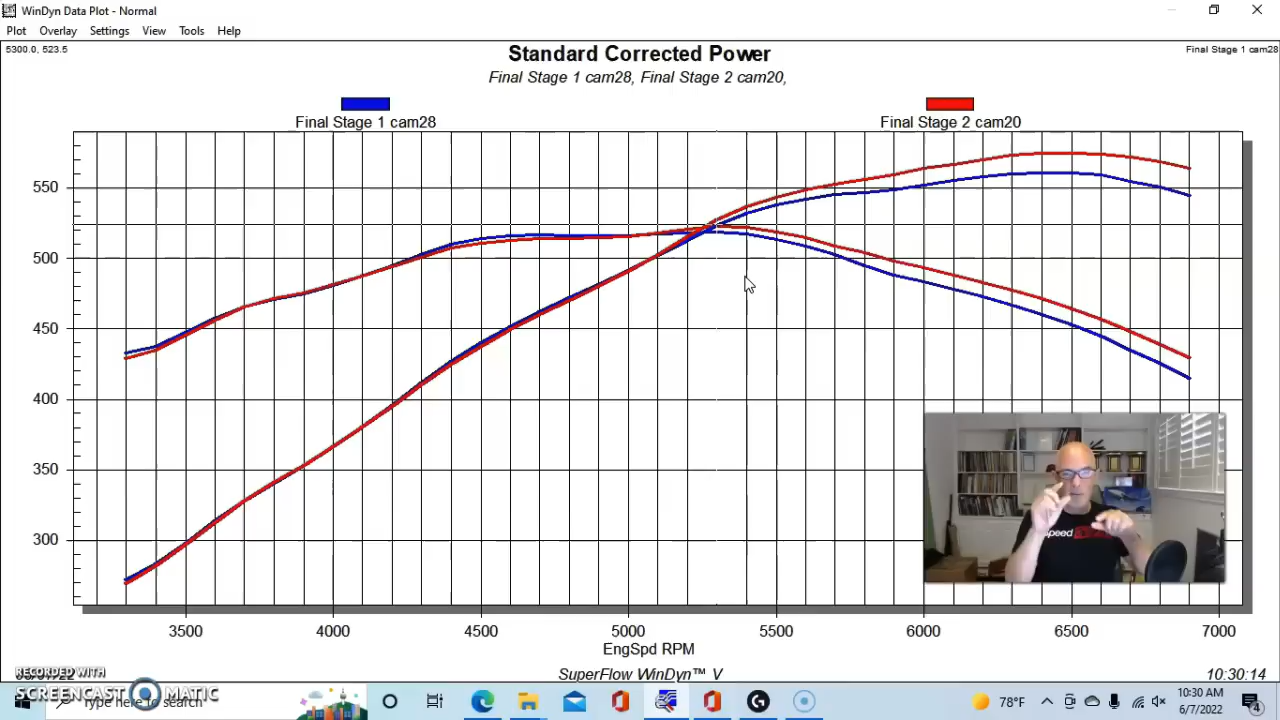 WinDyn Data Plot - Normal
Plot Overlay Settings View Tools Help
5300.0, 523.5
Final Stage 1 cam28
Standard Corrected Power
Final Stage 1 cam28, Final Stage 2 cam20,
Final Stage 1 cam28
Final Stage 2 cam20
550
500
450
400
350
300
3500 4000 4500 5000 5500 6000 6500 7000
EngSpd RPM
SuperFlow WinDyn™ V
10:30:14
RECORDED WITH
SCREENCAST MATIC
Type here to search
78°F
10:30 AM
6/7/2022
4